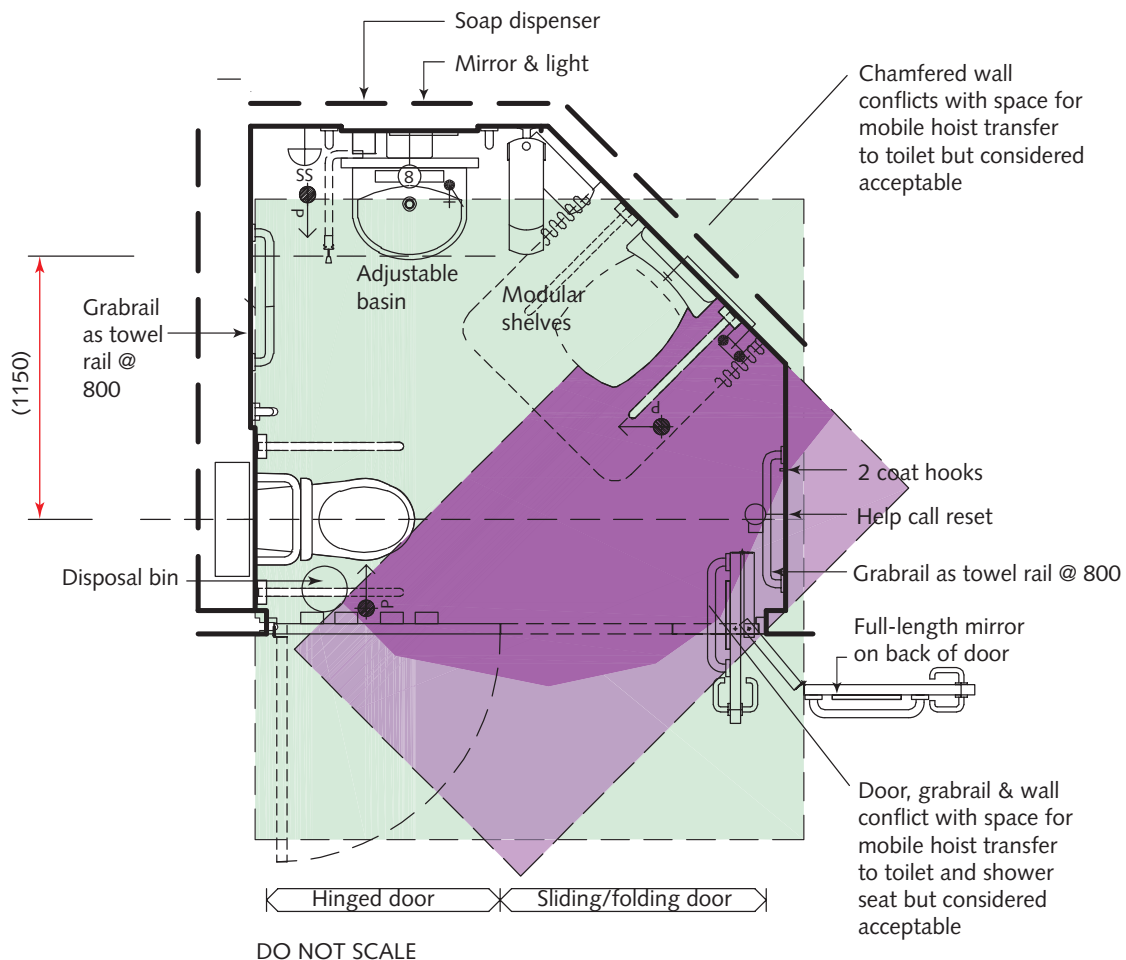 Soap dispenser
Mirror & light
Chamfered wall
conflicts with space for
mobile hoist transfer
to toilet but considered
acceptable
SS
8
P
Adjustable
basin
Modular
shelves
Grabrail
as towel
rail @
800
(1150)
P
2 coat hooks
Help call reset
Disposal bin
P
Grabrail as towel rail @ 800
Full-length mirror
on back of door
Door, grabrail & wall
conflict with space for
mobile hoist transfer
to toilet and shower
seat but considered
acceptable
Hinged door
Sliding/folding door
DO NOT SCALE